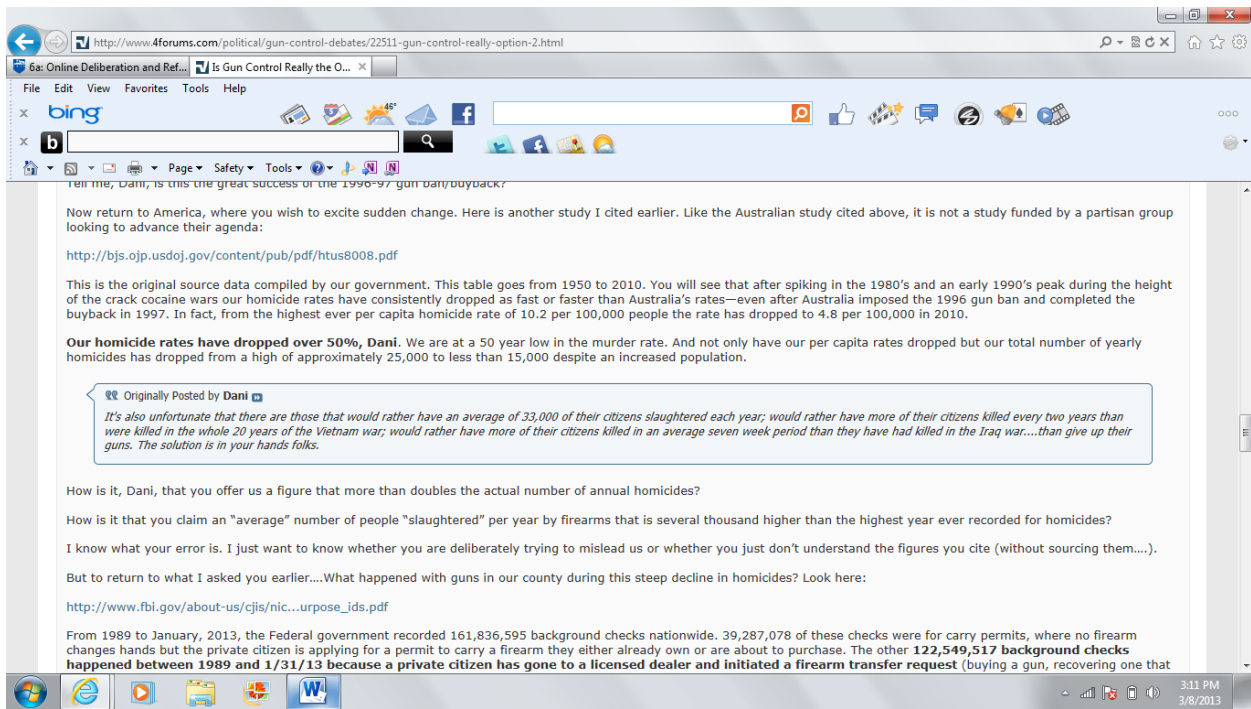 http://www.4forums.com/political/gun-control-debates/22511-gun-control-really-option-2.html
6a: Online Deliberation and Ref... Is Gun Control Really the O...
File Edit View Favorites Tools Help
x bing 46°
x b
Page Safety Tools
Tell me, Dani, is this the great success of the 1996-97 gun ban/buyback?
Now return to America, where you wish to excite sudden change. Here is another study I cited earlier. Like the Australian study cited above, it is not a study funded by a partisan group
looking to advance their agenda:
http://bjs.ojp.usdoj.gov/content/pub/pdf/htus8008.pdf
This is the original source data compiled by our government. This table goes from 1950 to 2010. You will see that after spiking in the 1980's and an early 1990's peak during the height
of the crack cocaine wars our homicide rates have consistently dropped as fast or faster than Australia's rates—even after Australia imposed the 1996 gun ban and completed the
buyback in 1997. In fact, from the highest ever per capita homicide rate of 10.2 per 100,000 people the rate has dropped to 4.8 per 100,000 in 2010.
Our homicide rates have dropped over 50%, Dani. We are at a 50 year low in the murder rate. And not only have our per capita rates dropped but our total number of yearly
homicides has dropped from a high of approximately 25,000 to less than 15,000 despite an increased population.
Originally Posted by Dani
It's also unfortunate that there are those that would rather have an average of 33,000 of their citizens slaughtered each year; would rather have more of their citizens killed every two years than
were killed in the whole 20 years of the Vietnam war; would rather have more of their citizens killed in an average seven week period than they have had killed in the Iraq war....than give up their
guns. The solution is in your hands folks.
How is it, Dani, that you offer us a figure that more than doubles the actual number of annual homicides?
How is it that you claim an "average" number of people "slaughtered" per year by firearms that is several thousand higher than the highest year ever recorded for homicides?
I know what your error is. I just want to know whether you are deliberately trying to mislead us or whether you just don't understand the figures you cite (without sourcing them....).
But to return to what I asked you earlier....What happened with guns in our county during this steep decline in homicides? Look here:
http://www.fbi.gov/about-us/cjis/nic...urpose_ids.pdf
From 1989 to January, 2013, the Federal government recorded 161,836,595 background checks nationwide. 39,287,078 of these checks were for carry permits, where no firearm
changes hands but the private citizen is applying for a permit to carry a firearm they either already own or are about to purchase. The other 122,549,517 background checks
happened between 1989 and 1/31/13 because a private citizen has gone to a licensed dealer and initiated a firearm transfer request (buying a gun, recovering one that
3:11 PM
3/8/2013